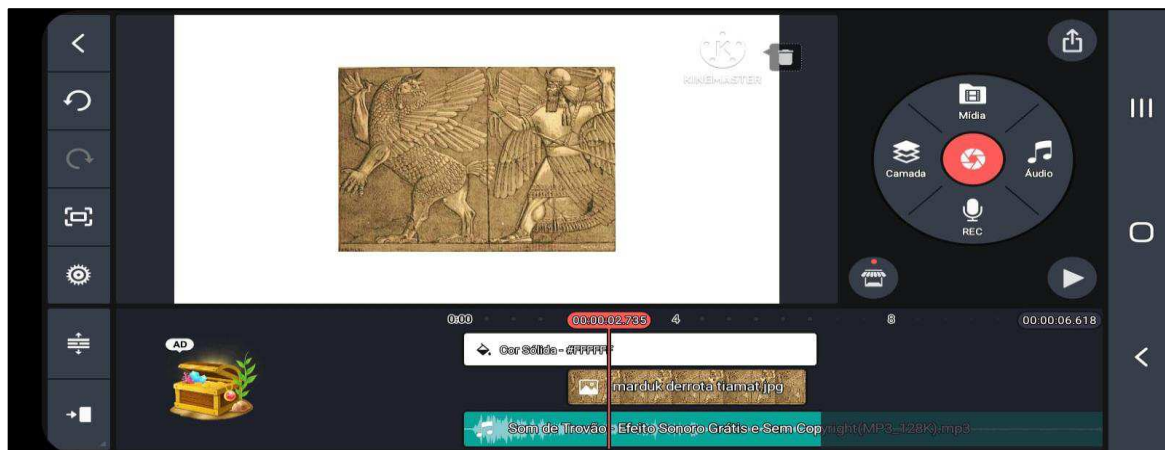 KINEMASTER
Mídia
Camada
Áudio
REC
0:00
00:00:02.735
4
8
00:00:06.618
AD
Cor Sólida - #FFFFFF
marduk derrota tiamat.jpg
Som de Trovão - Efeito Sonoro Grátis e Sem Copyright(MP3_128K).mp3